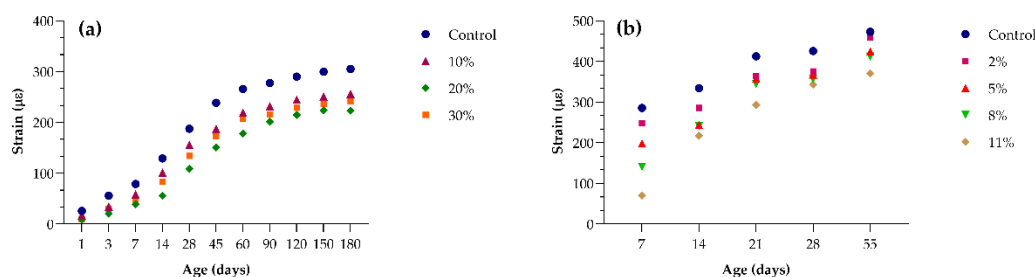 (a)
Strain (με)
400
300
200
100
0
1 3 7 14 28 45 60 90 120 150 180
Age (days)
Control
10%
20%
30%
(b)
Strain (με)
500
400
300
200
100
0
7 14 21 28 55
Age (days)
Control
2%
5%
8%
11%